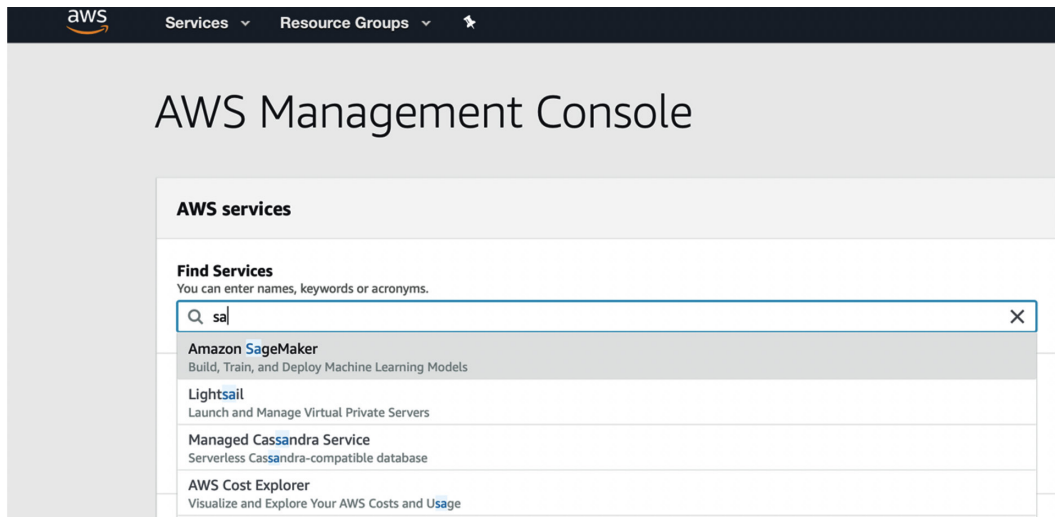 aws Services Resource Groups
AWS Management Console
AWS services
Find Services
You can enter names, keywords or acronyms.
sa
Amazon SageMaker
Build, Train, and Deploy Machine Learning Models
Lightsail
Launch and Manage Virtual Private Servers
Managed Cassandra Service
Serverless Cassandra-compatible database
AWS Cost Explorer
Visualize and Explore Your AWS Costs and Usage